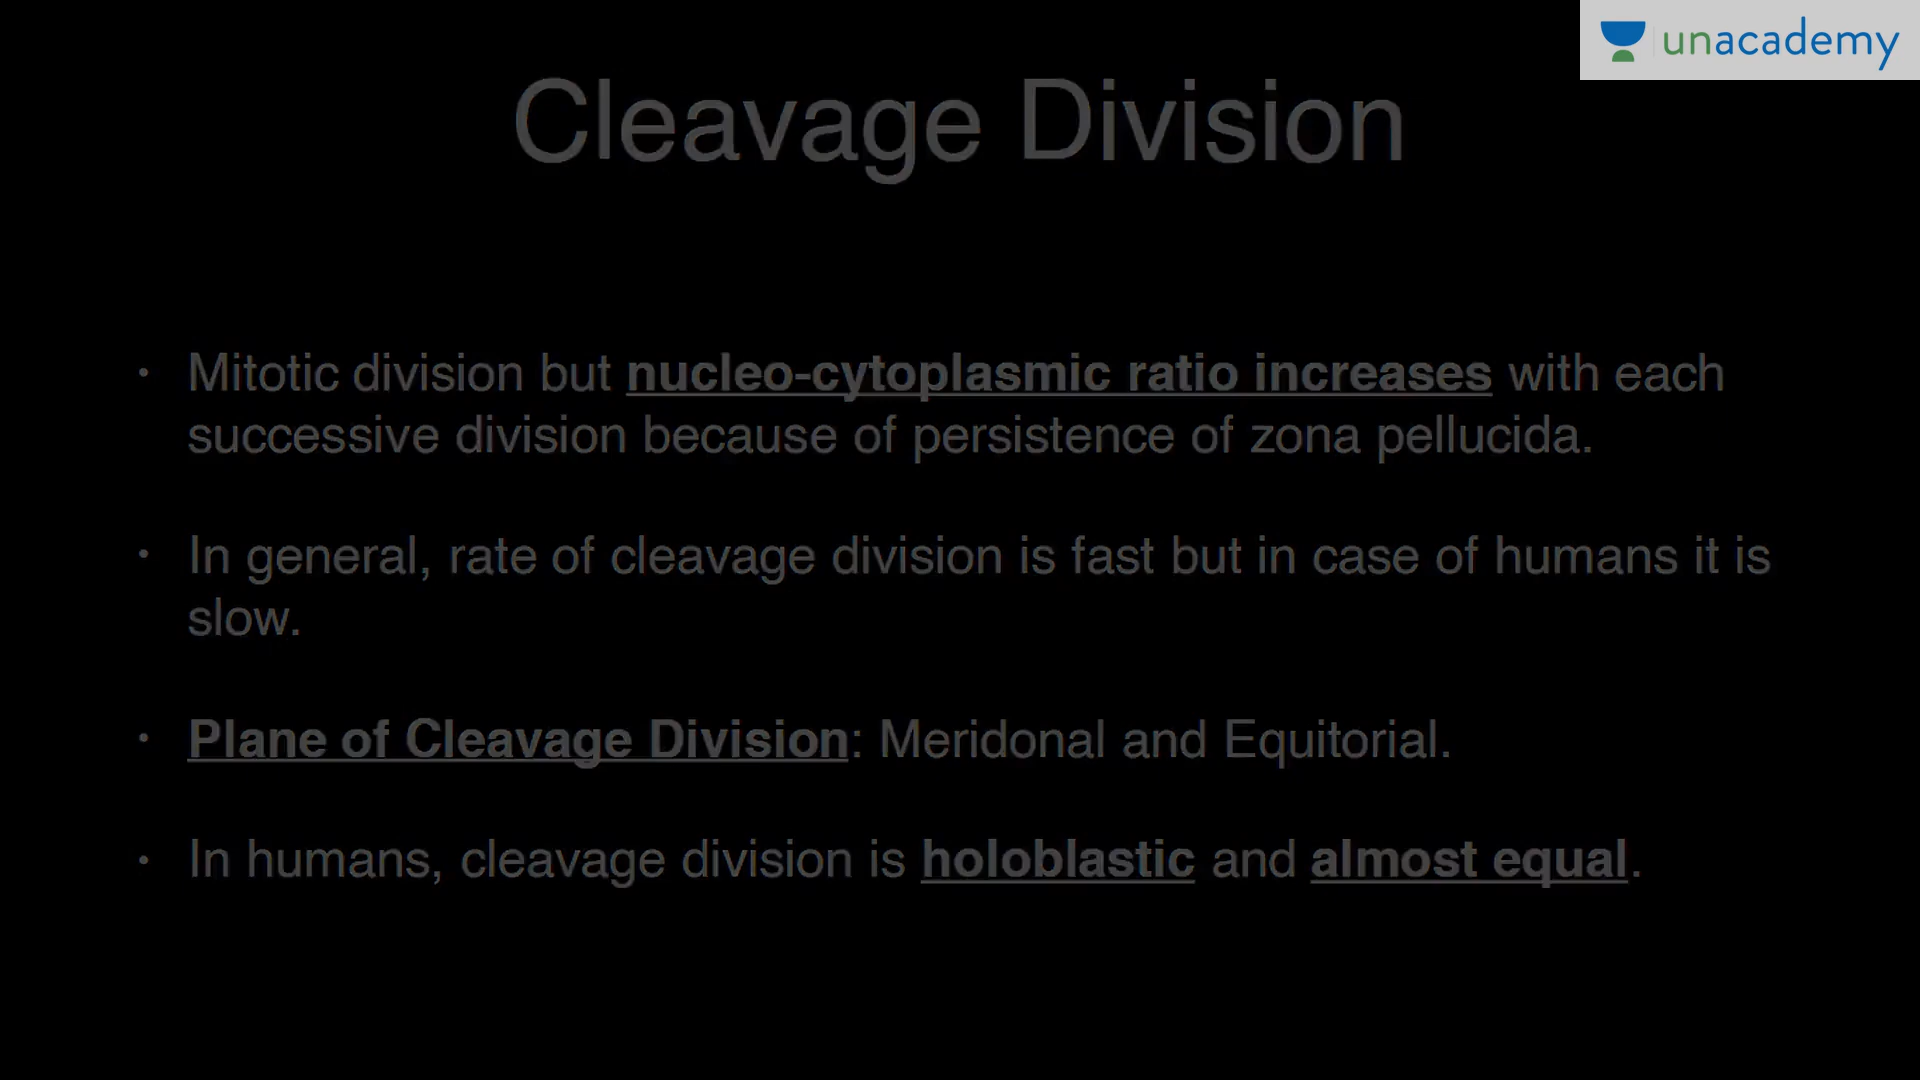 unacademy
Cleavage Division
• Mitotic division but nucleo-cytoplasmic ratio increases with each
successive division because of persistence of zona pellucida.
• In general, rate of cleavage division is fast but in case of humans it is
slow.
• Plane of Cleavage Division: Meridonal and Equitorial.
• In humans, cleavage division is holoblastic and almost equal.